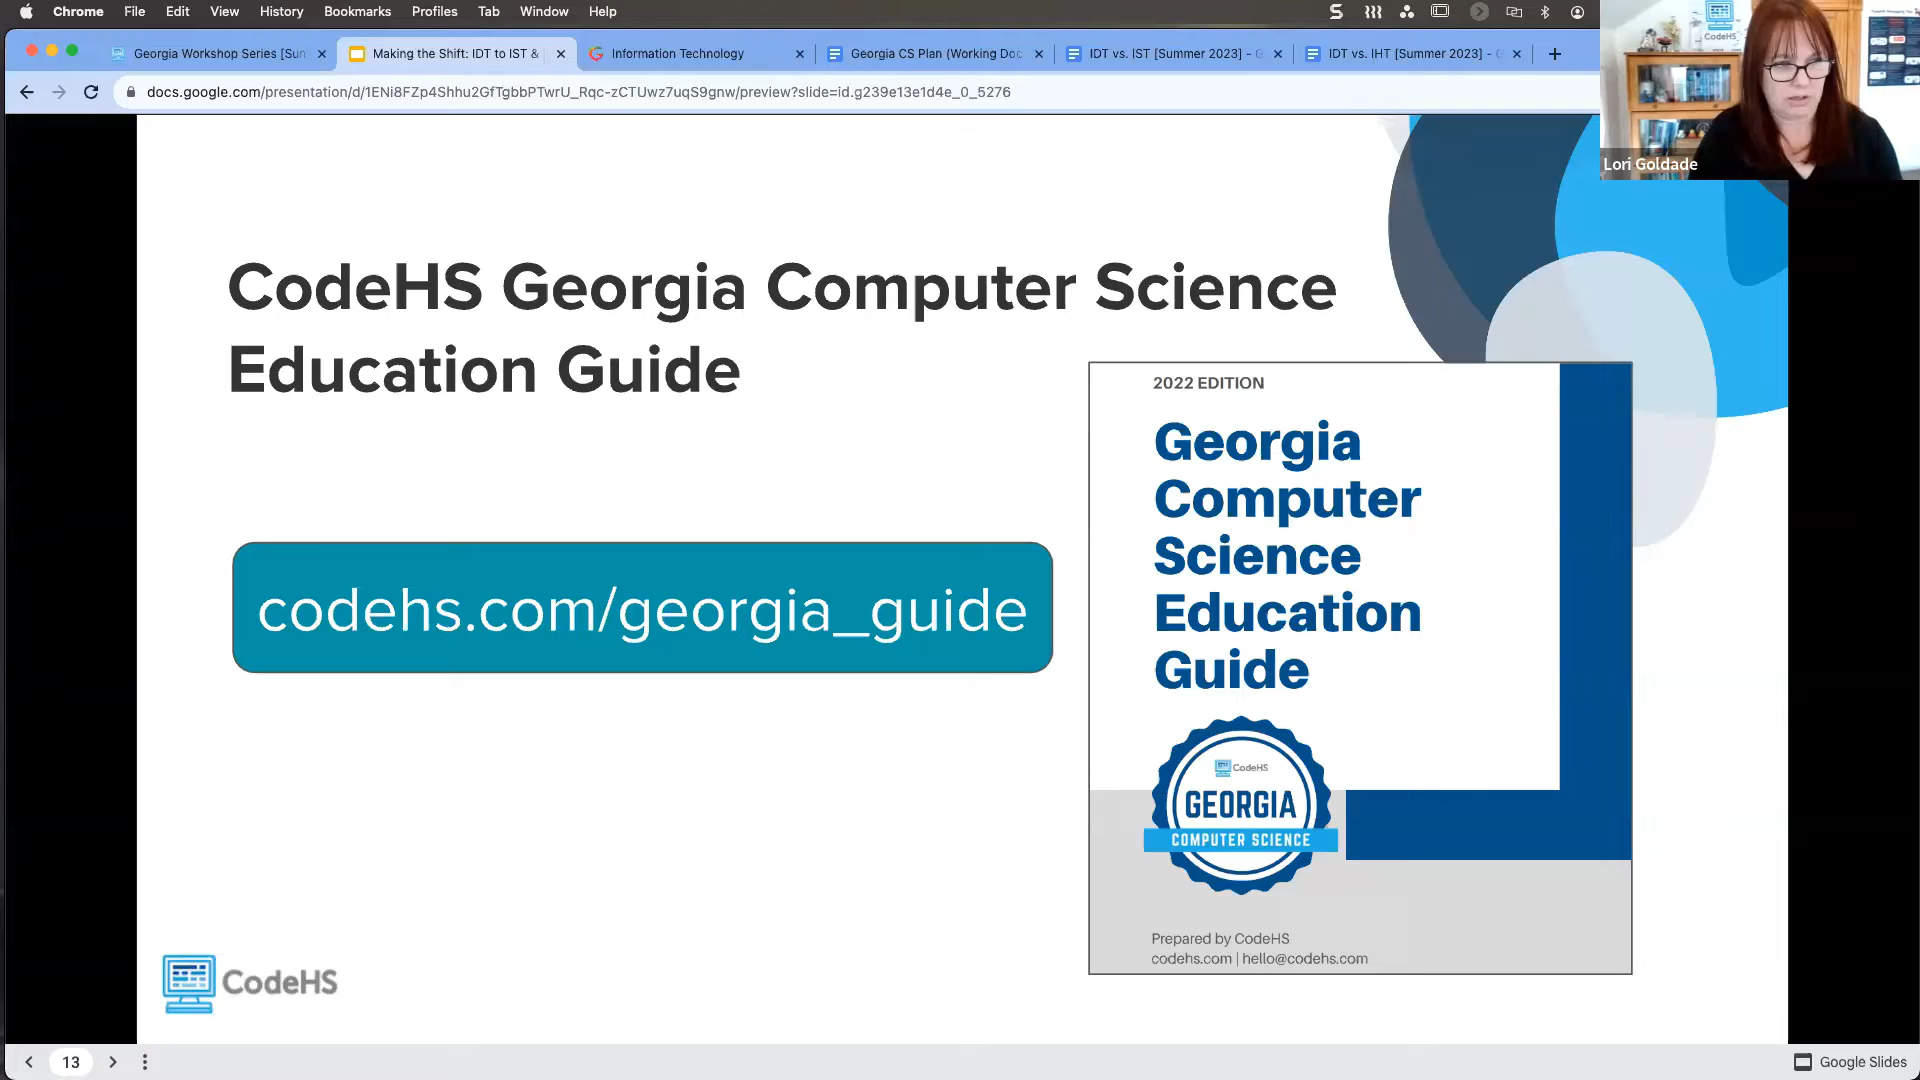 Chrome File Edit View History Bookmarks Profiles Tab Window Help
Georgia Workshop Series [Sun
Making the Shift: IDT to IST &
Information Technology
Georgia CS Plan (Working Doc
IDT vs. IST [Summer 2023] - G
IDT vs. IHT [Summer 2023] - G
docs.google.com/presentation/d/1ENi8FZp4Shhu2GfTgbbPTwrU_Rqc-zCTUwz7uqS9gnw/preview?slide=id.g239e13e1d4e_0_5276
CodeHS
Lori Goldade
CodeHS Georgia Computer Science
Education Guide
codehs.com/georgia_guide
2022 EDITION
Georgia
Computer
Science
Education
Guide
CodeHS
GEORGIA
COMPUTER SCIENCE
Prepared by CodeHS
codehs.com | hello@codehs.com
CodeHS
13
Google Slides